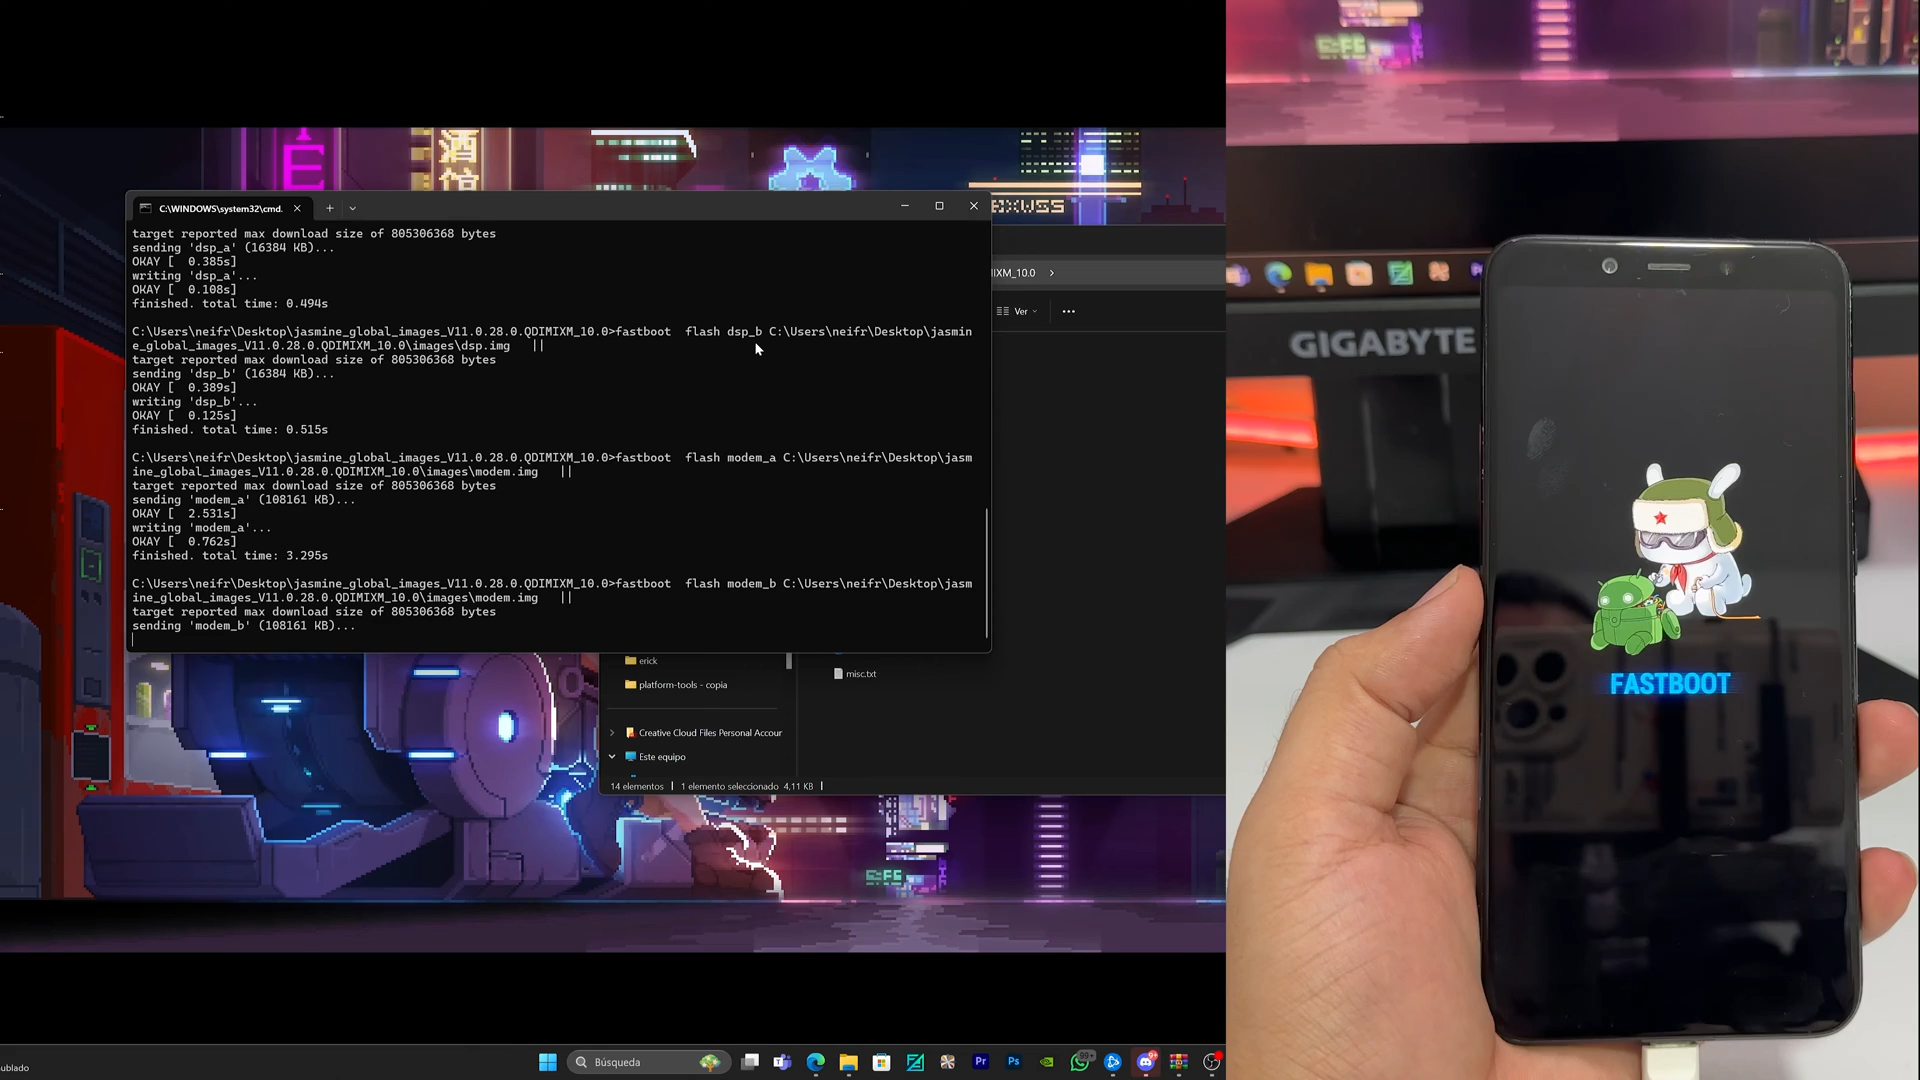 酒
館
E
BXWSS
C:\WINDOWS\system32\cmd.
target reported max download size of 805306368 bytes
sending 'dsp_a' (16384 KB)...
OKAY [  0.385s]
writing 'dsp_a'...
OKAY [  0.108s]
finished. total time: 0.494s
C:\Users\neifr\Desktop\jasmine_global_images_V11.0.28.0.QDIMIXM_10.0>fastboot  flash dsp_b C:\Users\neifr\Desktop\jasmin
e_global_images_V11.0.28.0.QDIMIXM_10.0\images\dsp.img   ||
target reported max download size of 805306368 bytes
sending 'dsp_b' (16384 KB)...
OKAY [  0.389s]
writing 'dsp_b'...
OKAY [  0.125s]
finished. total time: 0.515s
C:\Users\neifr\Desktop\jasmine_global_images_V11.0.28.0.QDIMIXM_10.0>fastboot  flash modem_a C:\Users\neifr\Desktop\jasm
ine_global_images_V11.0.28.0.QDIMIXM_10.0\images\modem.img   ||
target reported max download size of 805306368 bytes
sending 'modem_a' (108161 KB)...
OKAY [  2.531s]
writing 'modem_a'...
OKAY [  0.762s]
finished. total time: 3.295s
C:\Users\neifr\Desktop\jasmine_global_images_V11.0.28.0.QDIMIXM_10.0>fastboot  flash modem_b C:\Users\neifr\Desktop\jasm
ine_global_images_V11.0.28.0.QDIMIXM_10.0\images\modem.img   ||
target reported max download size of 805306368 bytes
sending 'modem_b' (108161 KB)...
IXM_10.0
Ver
erick
platform-tools - copia
Creative Cloud Files Personal Accour
Este equipo
misc.txt
14 elementos
1 elemento seleccionado 4,11 KB
ublado
Búsqueda
Pr
Ps
99+
9+
GIGABYTE
FASTBOOT